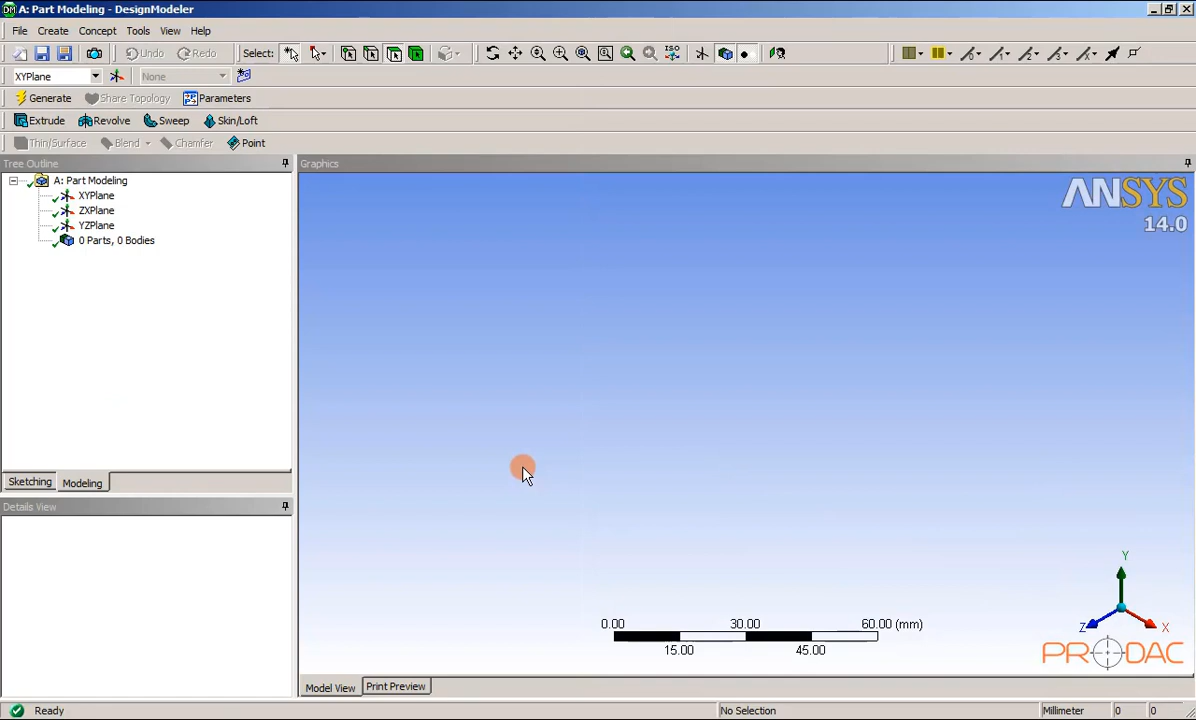 A: Part Modeling - DesignModeler
File Create Concept Tools View Help
Undo Redo Select: ISO
XYPlane None
Generate Share Topology Parameters
Extrude Revolve Sweep Skin/Loft
Thin/Surface Blend Chamfer Point
Tree Outline
A: Part Modeling
XYPlane
ZXPlane
YZPlane
0 Parts, 0 Bodies
Sketching Modeling
Details View
Graphics
ANSYS
14.0
0.00 30.00 60.00 (mm)
15.00 45.00
Y
Z X
PRODAC
Model View Print Preview
Ready No Selection Millimeter 0 0